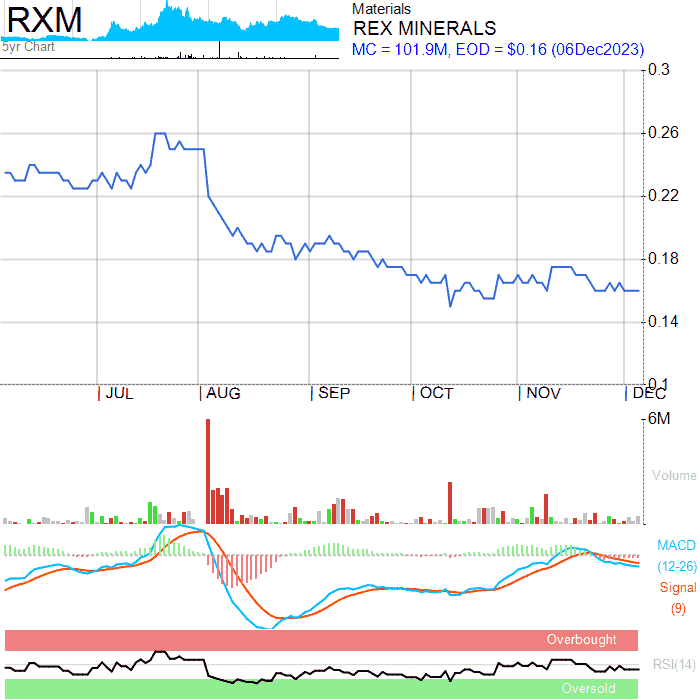 RXM
5yr Chart
Materials
REX MINERALS
MC = 101.9M, EOD = $0.16 (06Dec2023)
0.3
0.26
0.22
0.18
0.14
0.1
JUL
AUG
SEP
OCT
NOV
DEC
6M
Volume
MACD
(12-26)
Signal
(9)
Overbought
RSI(14)
Oversold